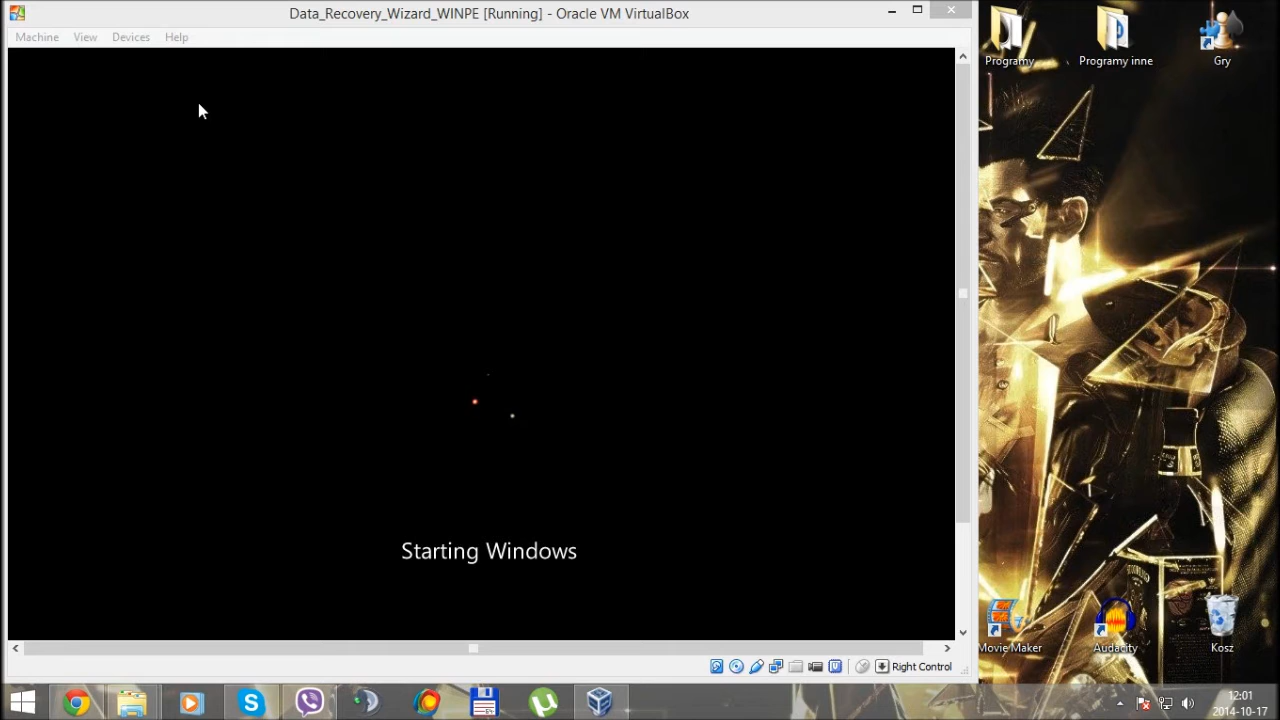 Data_Recovery_Wizard_WINPE [Running] - Oracle VM VirtualBox
Machine View Devices Help
Starting Windows
Right Control
Programy
Programy inne
Gry
Movie Maker
Audacity
Kosz
12:01
2014-10-17